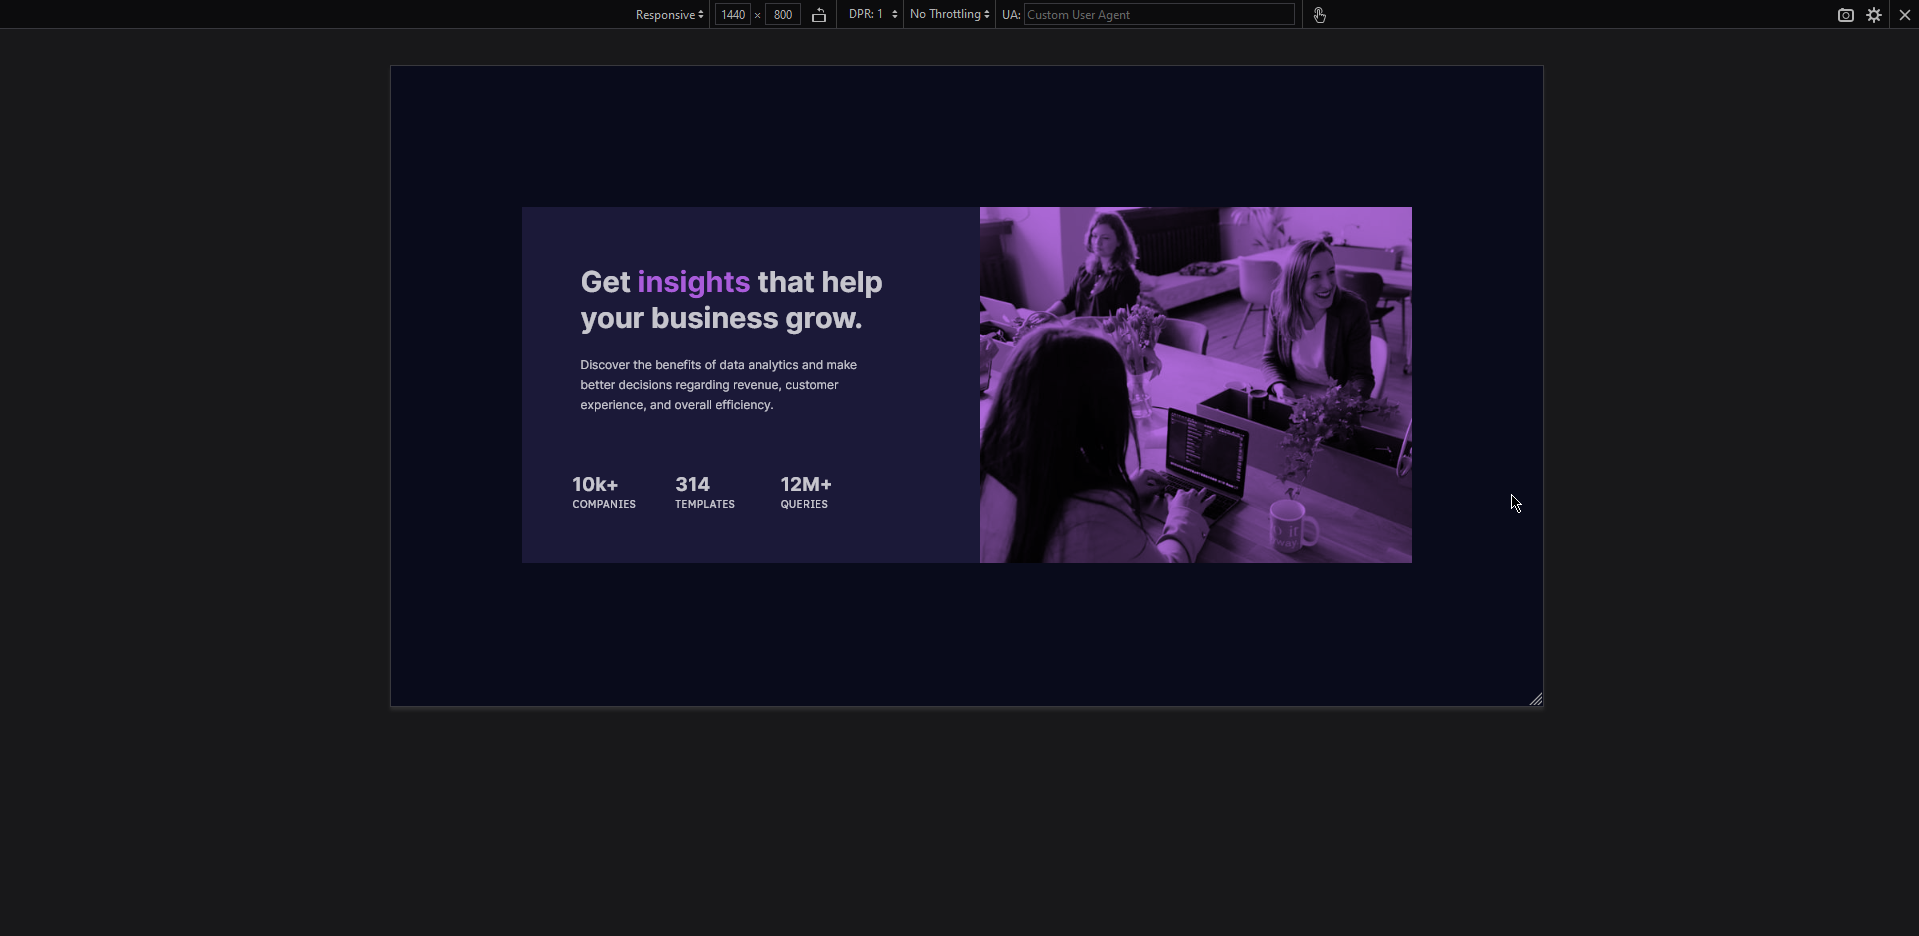 Responsive 1440 × 800 DPR: 1 No Throttling UA: Custom User Agent
Get insights that help
your business grow.
Discover the benefits of data analytics and make
better decisions regarding revenue, customer
experience, and overall efficiency.
10k+ 314 12M+
COMPANIES TEMPLATES QUERIES